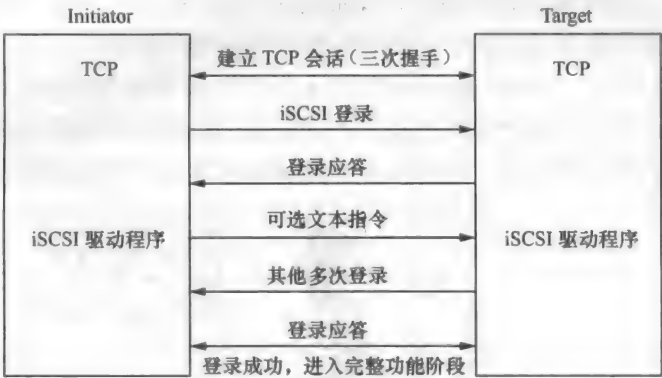 Initiator Target
建立 TCP 会话(三次握手)
TCP TCP
iSCSI 登录
登录应答
可选文本指令
iSCSI 驱动程序 iSCSI 驱动程序
其他多次登录
登录应答
登录成功，进入完整功能阶段